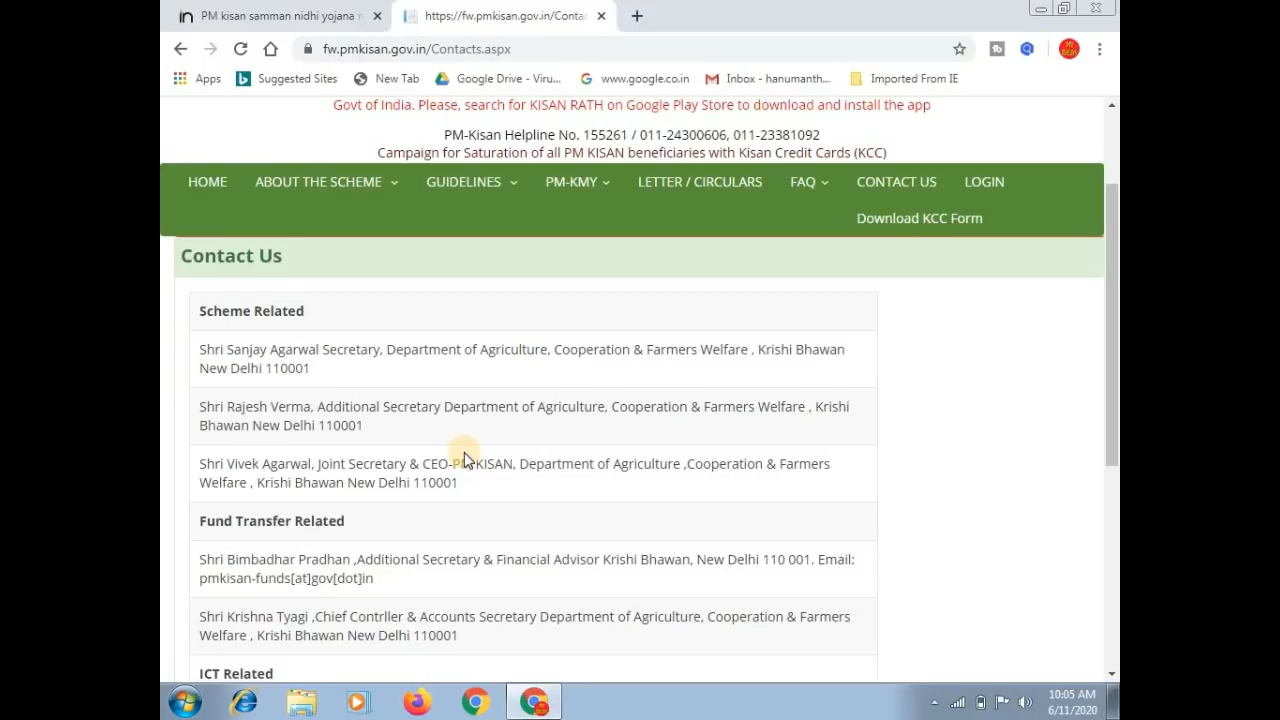 PM kisan samman nidhi yojana
https://fw.pmkisan.gov.in/Conta
fw.pmkisan.gov.in/Contacts.aspx
Apps Suggested Sites New Tab Google Drive - Viru... www.google.co.in Inbox - hanumanth... Imported From IE
Govt of India. Please, search for KISAN RATH on Google Play Store to download and install the app
PM-Kisan Helpline No. 155261 / 011-24300606, 011-23381092
Campaign for Saturation of all PM KISAN beneficiaries with Kisan Credit Cards (KCC)
HOME ABOUT THE SCHEME GUIDELINES PM-KMY LETTER / CIRCULARS FAQ CONTACT US LOGIN
Download KCC Form
Contact Us
Scheme Related
Shri Sanjay Agarwal Secretary, Department of Agriculture, Cooperation & Farmers Welfare , Krishi Bhawan
New Delhi 110001
Shri Rajesh Verma, Additional Secretary Department of Agriculture, Cooperation & Farmers Welfare , Krishi
Bhawan New Delhi 110001
Shri Vivek Agarwal, Joint Secretary & CEO-PM-KISAN, Department of Agriculture ,Cooperation & Farmers
Welfare , Krishi Bhawan New Delhi 110001
Fund Transfer Related
Shri Bimbadhar Pradhan ,Additional Secretary & Financial Advisor Krishi Bhawan, New Delhi 110 001. Email:
pmkisan-funds[at]gov[dot]in
Shri Krishna Tyagi ,Chief Contrller & Accounts Secretary Department of Agriculture, Cooperation & Farmers
Welfare , Krishi Bhawan New Delhi 110001
ICT Related
10:05 AM
6/11/2020